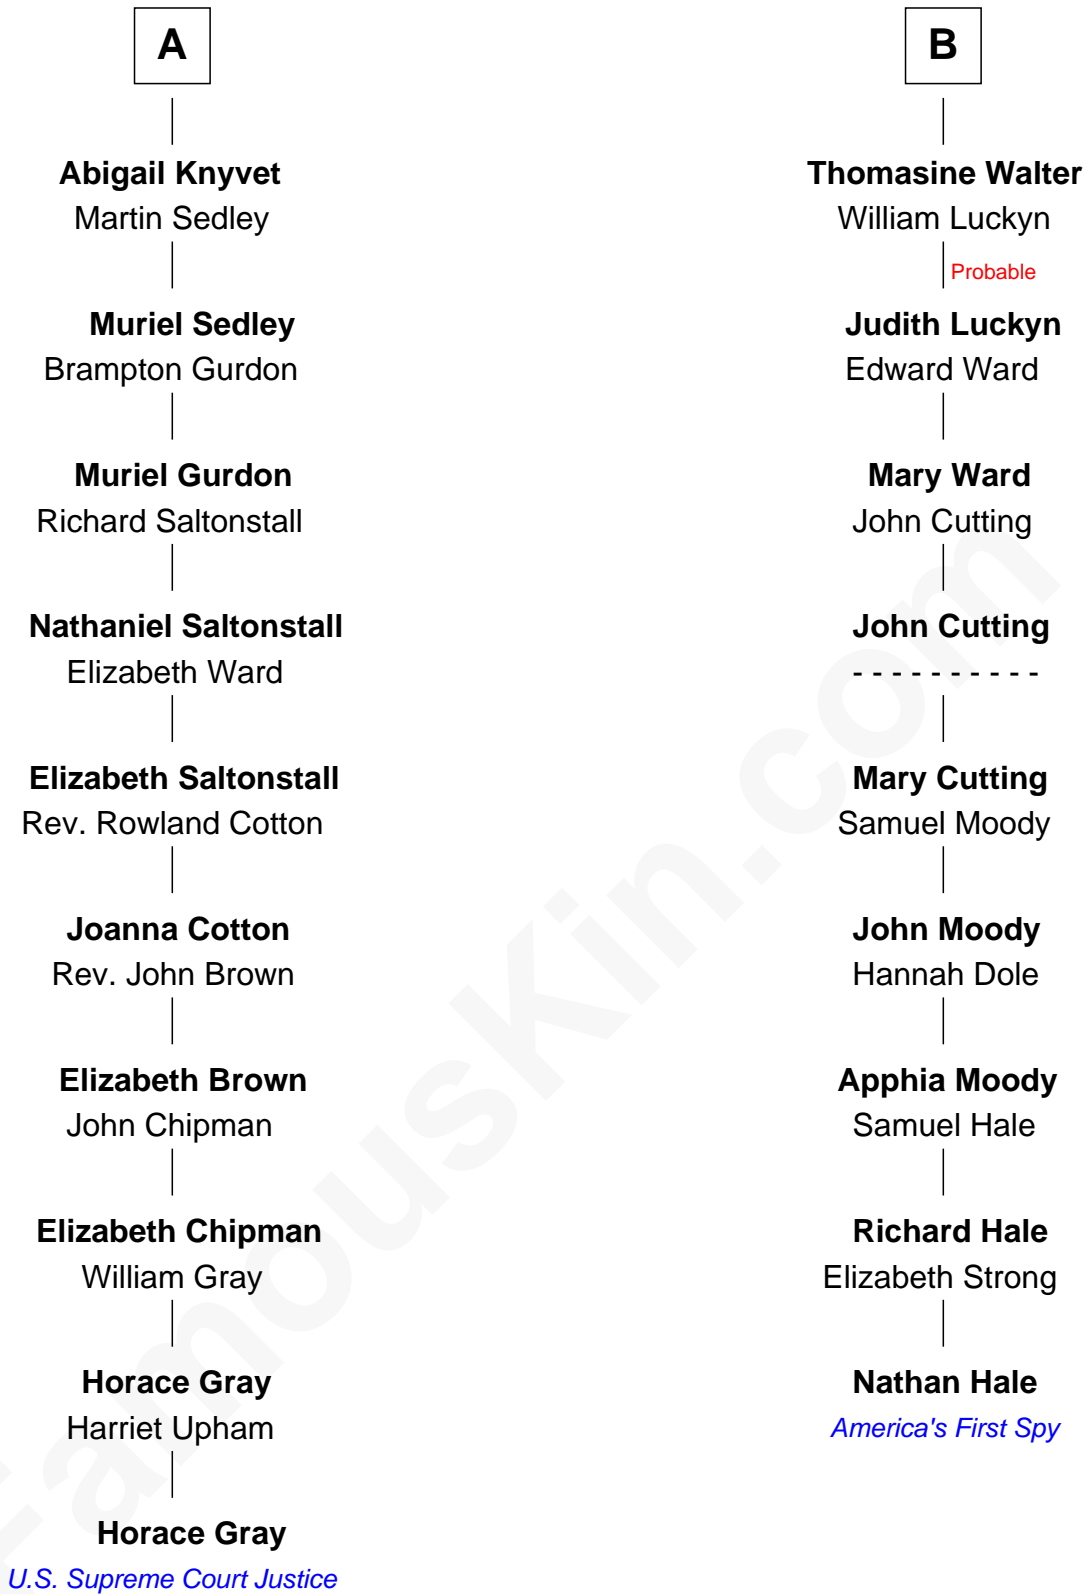 A
Abigail Knyvet
Martin Sedley
Muriel Sedley
Brampton Gurdon
Muriel Gurdon
Richard Saltonstall
Nathaniel Saltonstall
Elizabeth Ward
Elizabeth Saltonstall
Rev. Rowland Cotton
Joanna Cotton
Rev. John Brown
Elizabeth Brown
John Chipman
Elizabeth Chipman
William Gray
Horace Gray
Harriet Upham
Horace Gray
U.S. Supreme Court Justice
B
Thomasine Walter
William Luckyn
Probable
Judith Luckyn
Edward Ward
Mary Ward
John Cutting
John Cutting
- - - - - - - - - -
Mary Cutting
Samuel Moody
John Moody
Hannah Dole
Apphia Moody
Samuel Hale
Richard Hale
Elizabeth Strong
Nathan Hale
America's First Spy
FamousKin.com